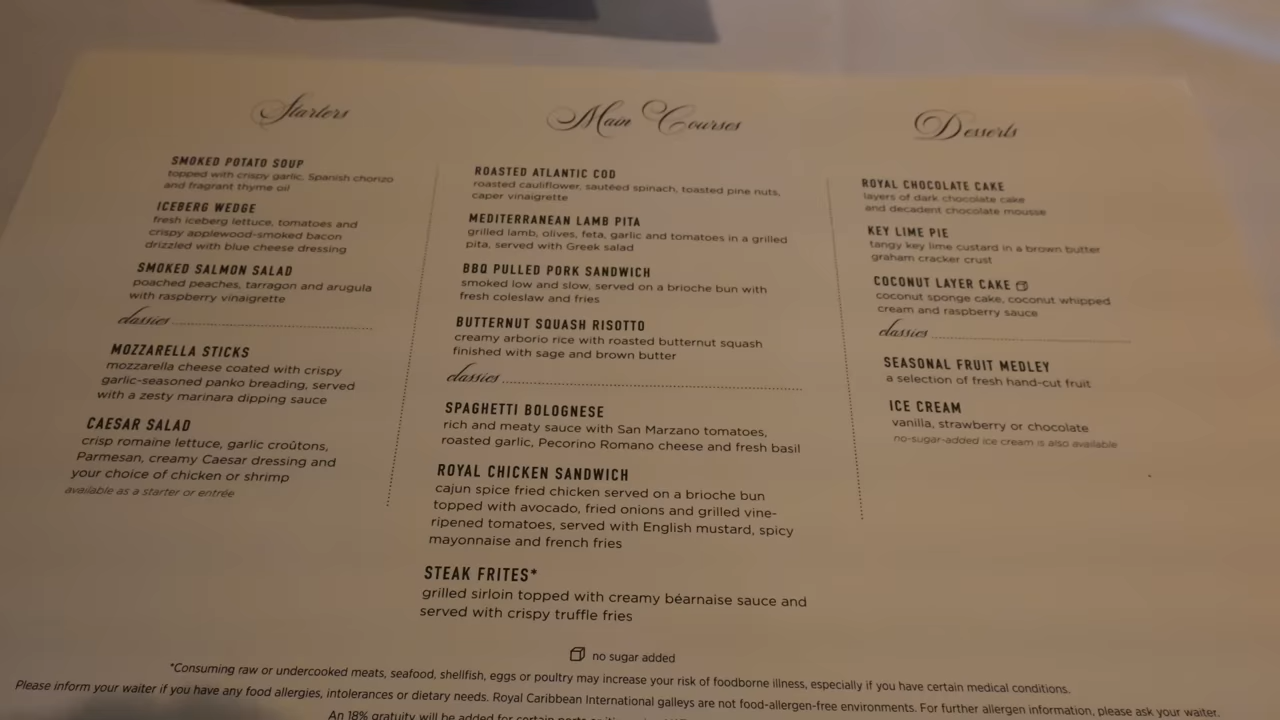 Starters
SMOKED POTATO SOUP
topped with crispy garlic, Spanish chorizo
and fragrant thyme oil
ICEBERG WEDGE
fresh iceberg lettuce, tomatoes and
crispy applewood-smoked bacon
drizzled with blue cheese dressing
SMOKED SALMON SALAD
poached peaches, tarragon and arugula
with raspberry vinaigrette
classics
MOZZARELLA STICKS
mozzarella cheese coated with crispy
garlic-seasoned panko breading, served
with a zesty marinara dipping sauce
CAESAR SALAD
crisp romaine lettuce, garlic croûtons,
Parmesan, creamy Caesar dressing and
your choice of chicken or shrimp
available as a starter or entrée
Main Courses
ROASTED ATLANTIC COD
roasted cauliflower, sautéed spinach, toasted pine nuts,
caper vinaigrette
MEDITERRANEAN LAMB PITA
grilled lamb, olives, feta, garlic and tomatoes in a grilled
pita, served with Greek salad
BBQ PULLED PORK SANDWICH
smoked low and slow, served on a brioche bun with
fresh coleslaw and fries
BUTTERNUT SQUASH RISOTTO
creamy arborio rice with roasted butternut squash
finished with sage and brown butter
classics
SPAGHETTI BOLOGNESE
rich and meaty sauce with San Marzano tomatoes,
roasted garlic, Pecorino Romano cheese and fresh basil
ROYAL CHICKEN SANDWICH
cajun spice fried chicken served on a brioche bun
topped with avocado, fried onions and grilled vine-
ripened tomatoes, served with English mustard, spicy
mayonnaise and french fries
STEAK FRITES*
grilled sirloin topped with creamy béarnaise sauce and
served with crispy truffle fries
Desserts
ROYAL CHOCOLATE CAKE
layers of dark chocolate cake
and decadent chocolate mousse
KEY LIME PIE
tangy key lime custard in a brown butter
graham cracker crust
COCONUT LAYER CAKE
coconut sponge cake, coconut whipped
cream and raspberry sauce
classics
SEASONAL FRUIT MEDLEY
a selection of fresh hand-cut fruit
ICE CREAM
vanilla, strawberry or chocolate
no-sugar-added ice cream is also available
no sugar added
*Consuming raw or undercooked meats, seafood, shellfish, eggs or poultry may increase your risk of foodborne illness, especially if you have certain medical conditions.
Please inform your waiter if you have any food allergies, intolerances or dietary needs. Royal Caribbean International galleys are not food-allergen-free environments. For further allergen information, please ask your waiter.
An 18% gratuity will be added for certain